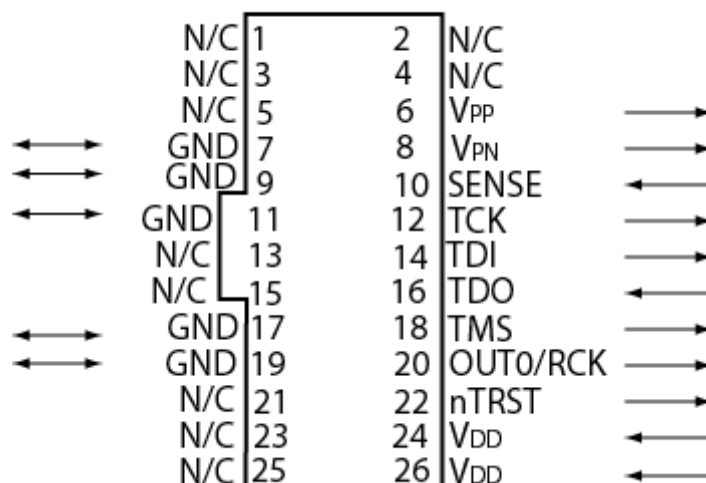 N/C 1 2 N/C
N/C 3 4 N/C
N/C 5 6 VPP
GND 7 8 VPN
GND 9 10 SENSE
GND 11 12 TCK
N/C 13 14 TDI
N/C 15 16 TDO
GND 17 18 TMS
GND 19 20 OUT0/RCK
N/C 21 22 nTRST
N/C 23 24 VDD
N/C 25 26 VDD